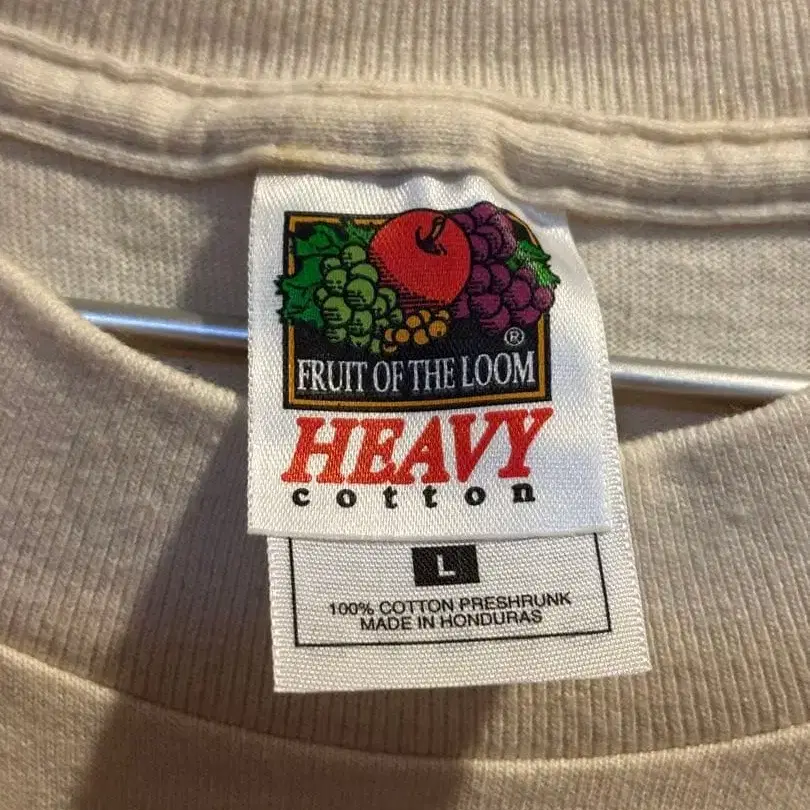 ®
FRUIT OF THE LOOM
HEAVY
cotton
L
100% COTTON PRESHRUNK
MADE IN HONDURAS